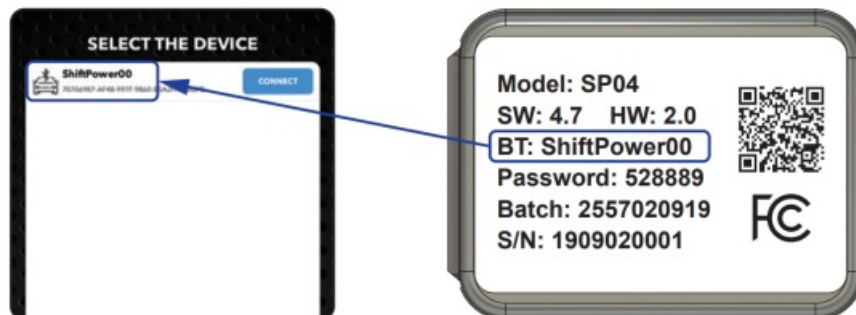 SELECT THE DEVICE
ShiftPower00
CONNECT
Model: SP04
SW: 4.7 HW: 2.0
BT: ShiftPower00
Password: 528889
Batch: 2557020919
S/N: 1909020001
FC